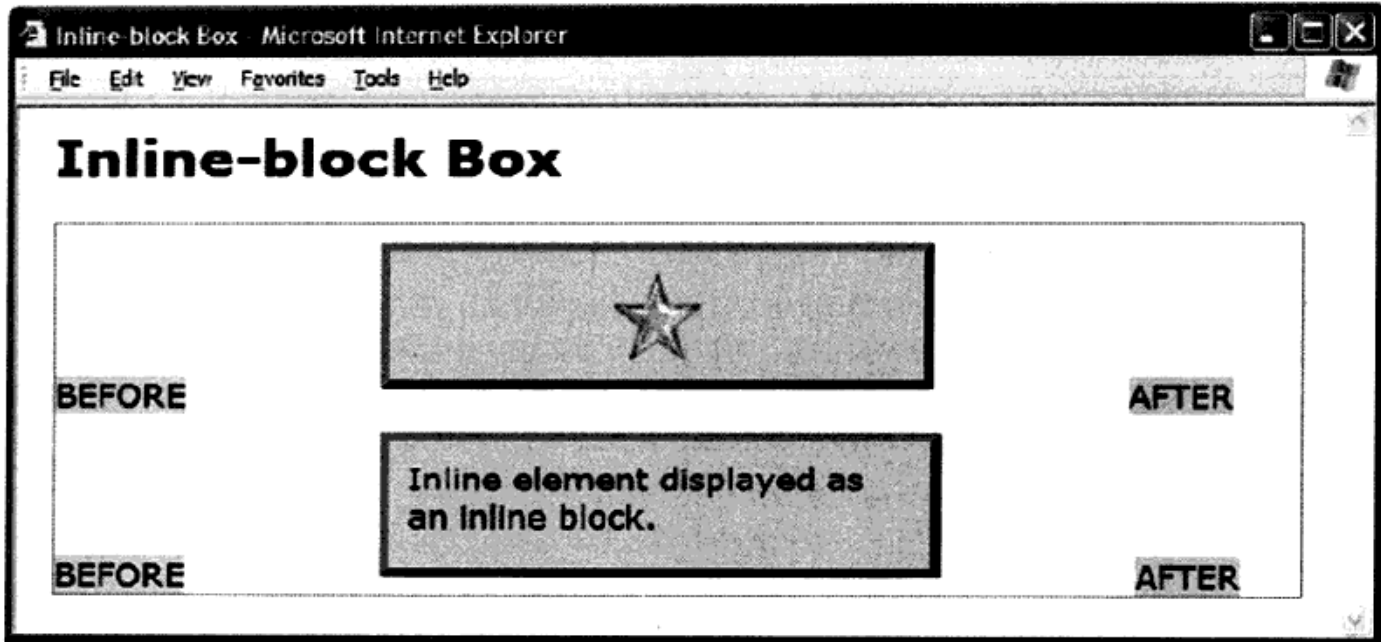 Inline-block Box - Microsoft Internet Explorer
File Edit View Favorites Tools Help
Inline-block Box
BEFORE AFTER
Inline element displayed as
an inline block.
BEFORE AFTER